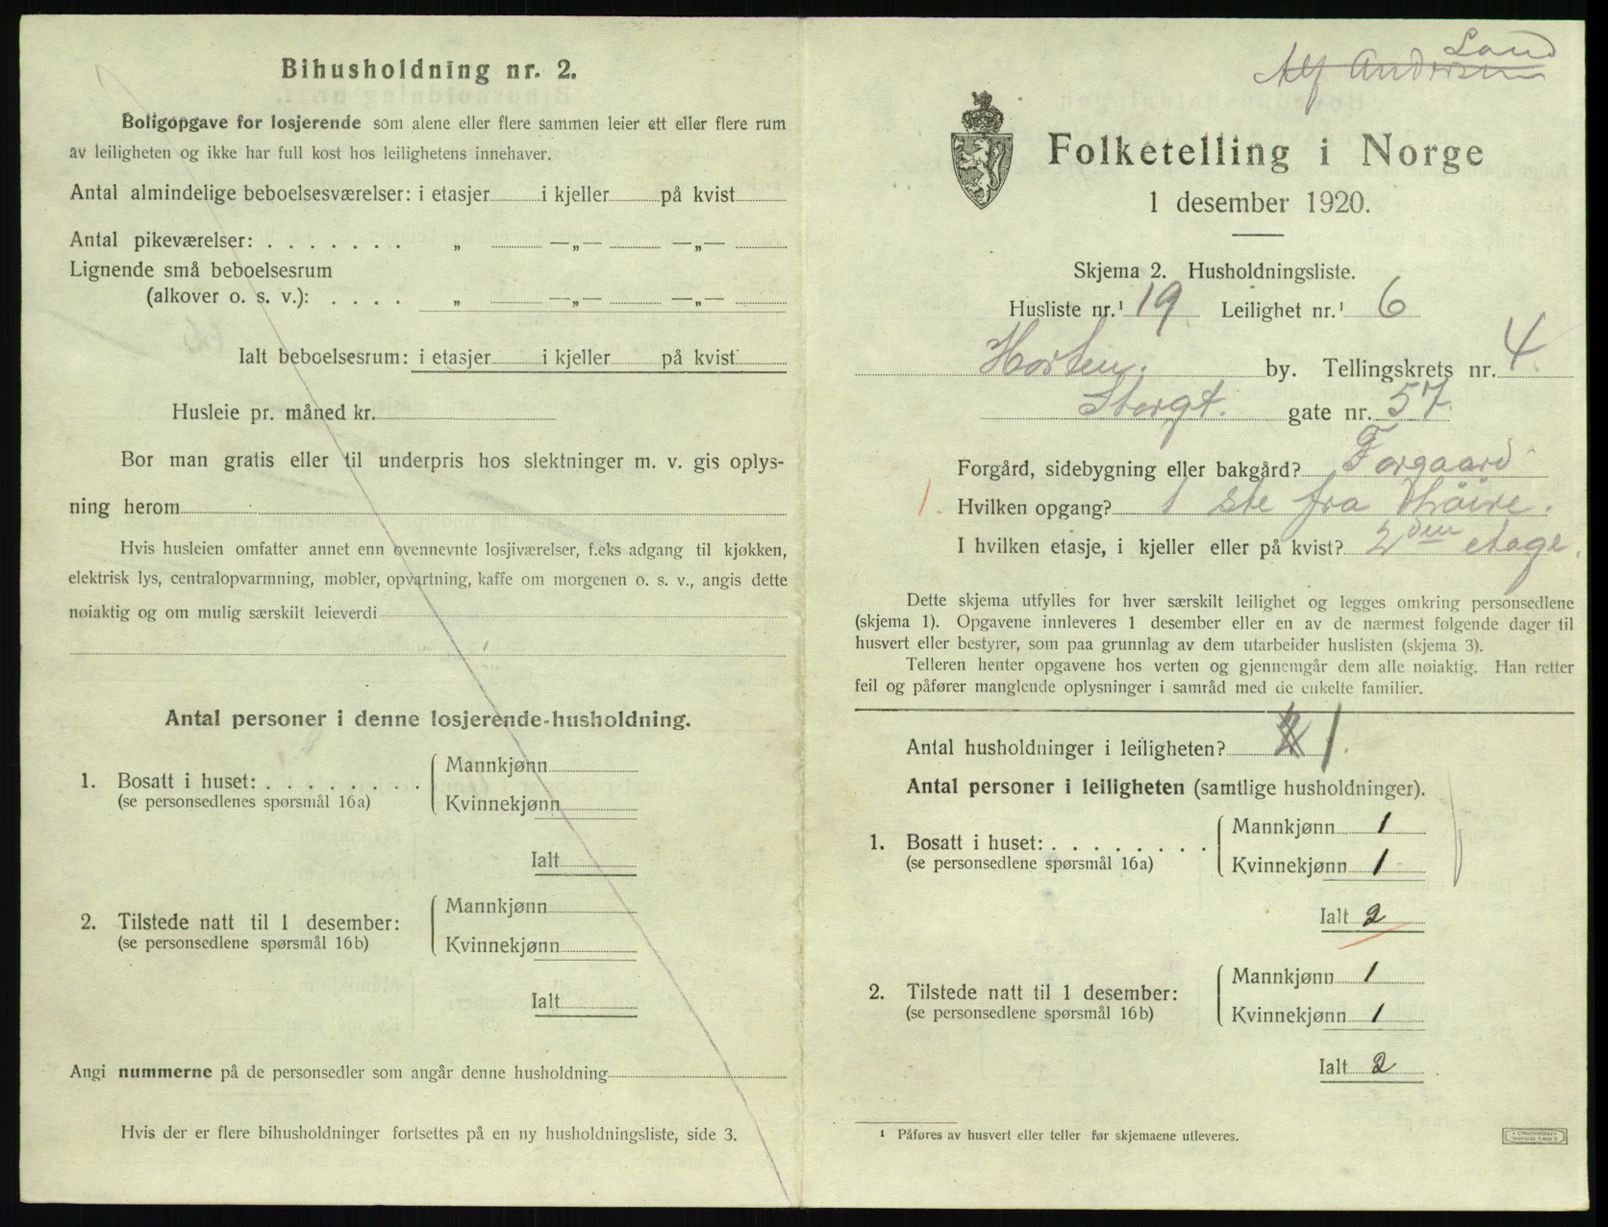 Bihusholdning nr. 2.
Boligopgave for losjerende som alene eller flere sammen leier ett eller flere rum
av leiligheten og ikke har full kost hos leilighetens innehaver.
Antal almindelige beboelsesværelser: i etasjer i kjeller på kvist
Antal pikeværelser: . . . . . . . „ —„— —„—
Lignende små beboelsesrum
(alkover o. s. v.): . . . . „ —„— —„—
Ialt beboelsesrum: i etasjer i kjeller på kvist
Husleie pr. måned kr.
Bor man gratis eller til underpris hos slektninger m. v. gis oplys-
ning herom
Hvis husleien omfatter annet enn ovennevnte losjiværelser, f.eks adgang til kjøkken,
elektrisk lys, centralopvarmning, møbler, opvartning, kaffe om morgenen o. s. v., angis dette
nøiaktig og om mulig særskilt leieverdi
Antal personer i denne losjerende-husholdning.
1. Bosatt i huset: . . . . . . . . Mannkjønn
(se personsedlenes spørsmål 16a) Kvinnekjønn
Ialt
2. Tilstede natt til 1 desember: Mannkjønn
(se personsedlene spørsmål 16b) Kvinnekjønn
Ialt
Angi nummerne på de personsedler som angår denne husholdning
Hvis der er flere bihusholdninger fortsettes på en ny husholdningsliste, side 3.
Land
Alf Andersen
Folketelling i Norge
1 desember 1920.
Skjema 2. Husholdningsliste.
Husliste nr.¹ 19 Leilighet nr.¹ 6
Horten. by. Tellingskrets nr. 4.
Storgt. gate nr. 57.
Forgård, sidebygning eller bakgård? Forgaard
1. Hvilken opgang? 1 ste fra Høire.
I hvilken etasje, i kjeller eller på kvist? 2den etage.
Dette skjema utfylles for hver særskilt leilighet og legges omkring personsedlene
(skjema 1). Opgavene innleveres 1 desember eller en av de nærmest følgende dager til
husvert eller bestyrer, som paa grunnlag av dem utarbeider huslisten (skjema 3).
Telleren henter opgavene hos verten og gjennemgår dem alle nøiaktig. Han retter
feil og påfører manglende oplysninger i samråd med de enkelte familier.
Antal husholdninger i leiligheten? 1.
Antal personer i leiligheten (samtlige husholdninger).
1. Bosatt i huset: . . . . . . . . Mannkjønn 1
(se personsedlene spørsmål 16a) Kvinnekjønn 1
Ialt 2
2. Tilstede natt til 1 desember: Mannkjønn 1
(se personsedlene spørsmål 16b) Kvinnekjønn 1
Ialt 2
¹ Påføres av husvert eller teller før skjemaene utleveres.